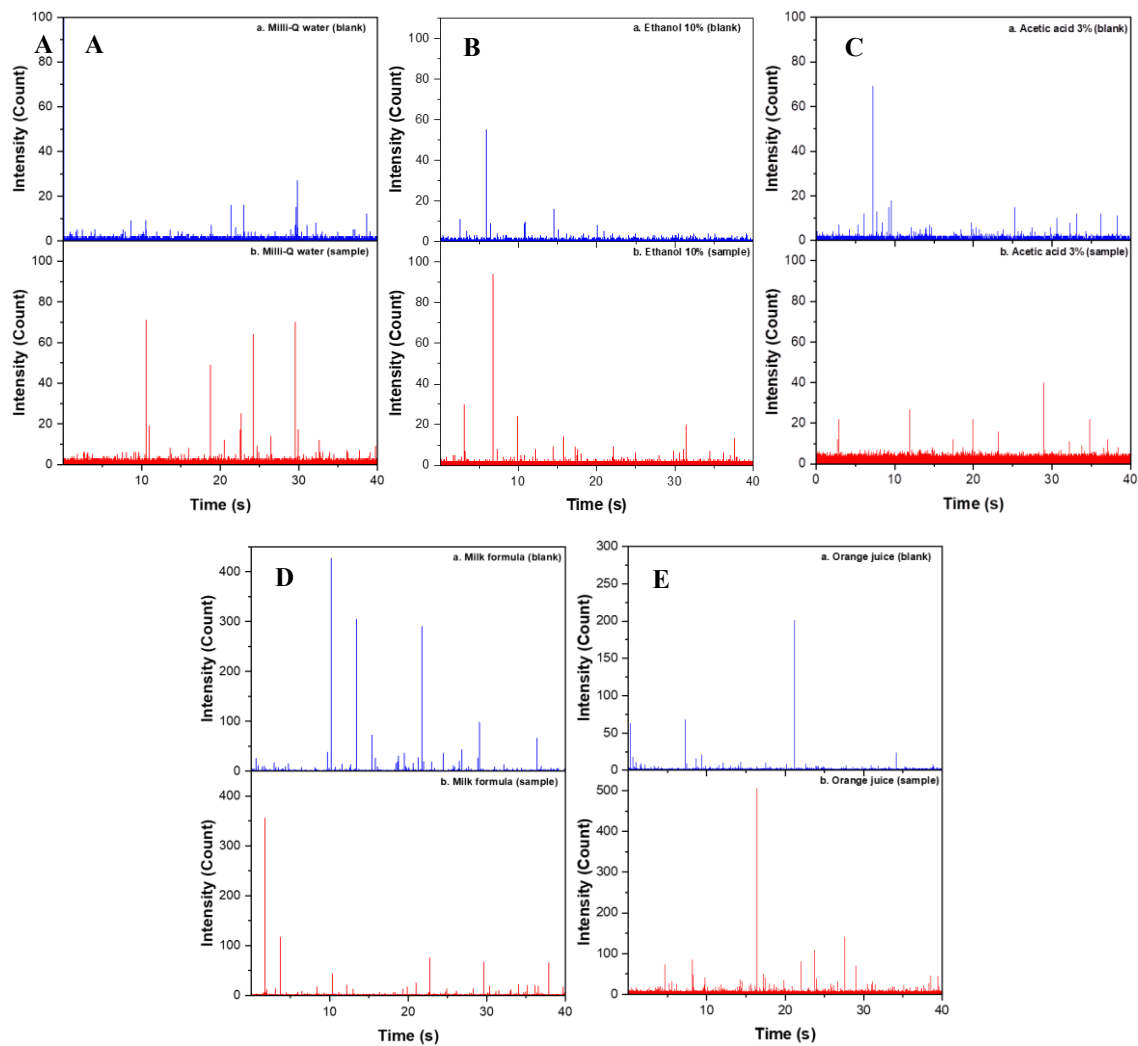 A A
a. Milli-Q water (blank)
100
80
60
40
20
0
Intensity (Count)
b. Milli-Q water (sample)
100
80
60
40
20
0
Intensity (Count)
10 20 30 40
Time (s)
B
a. Ethanol 10% (blank)
100
80
60
40
20
0
Intensity (Count)
b. Ethanol 10% (sample)
100
80
60
40
20
0
Intensity (Count)
10 20 30 40
Time (s)
C
a. Acetic acid 3% (blank)
100
80
60
40
20
0
Intensity (Count)
b. Acetic acid 3% (sample)
100
80
60
40
20
0
Intensity (Count)
0 10 20 30 40
Time (s)
D
a. Milk formula (blank)
400
300
200
100
0
Intensity (Count)
b. Milk formula (sample)
400
300
200
100
0
Intensity (Count)
10 20 30 40
Time (s)
E
a. Orange juice (blank)
300
250
200
150
100
50
0
Intensity (Count)
b. Orange juice (sample)
500
400
300
200
100
0
Intensity (Count)
10 20 30 40
Time (s)